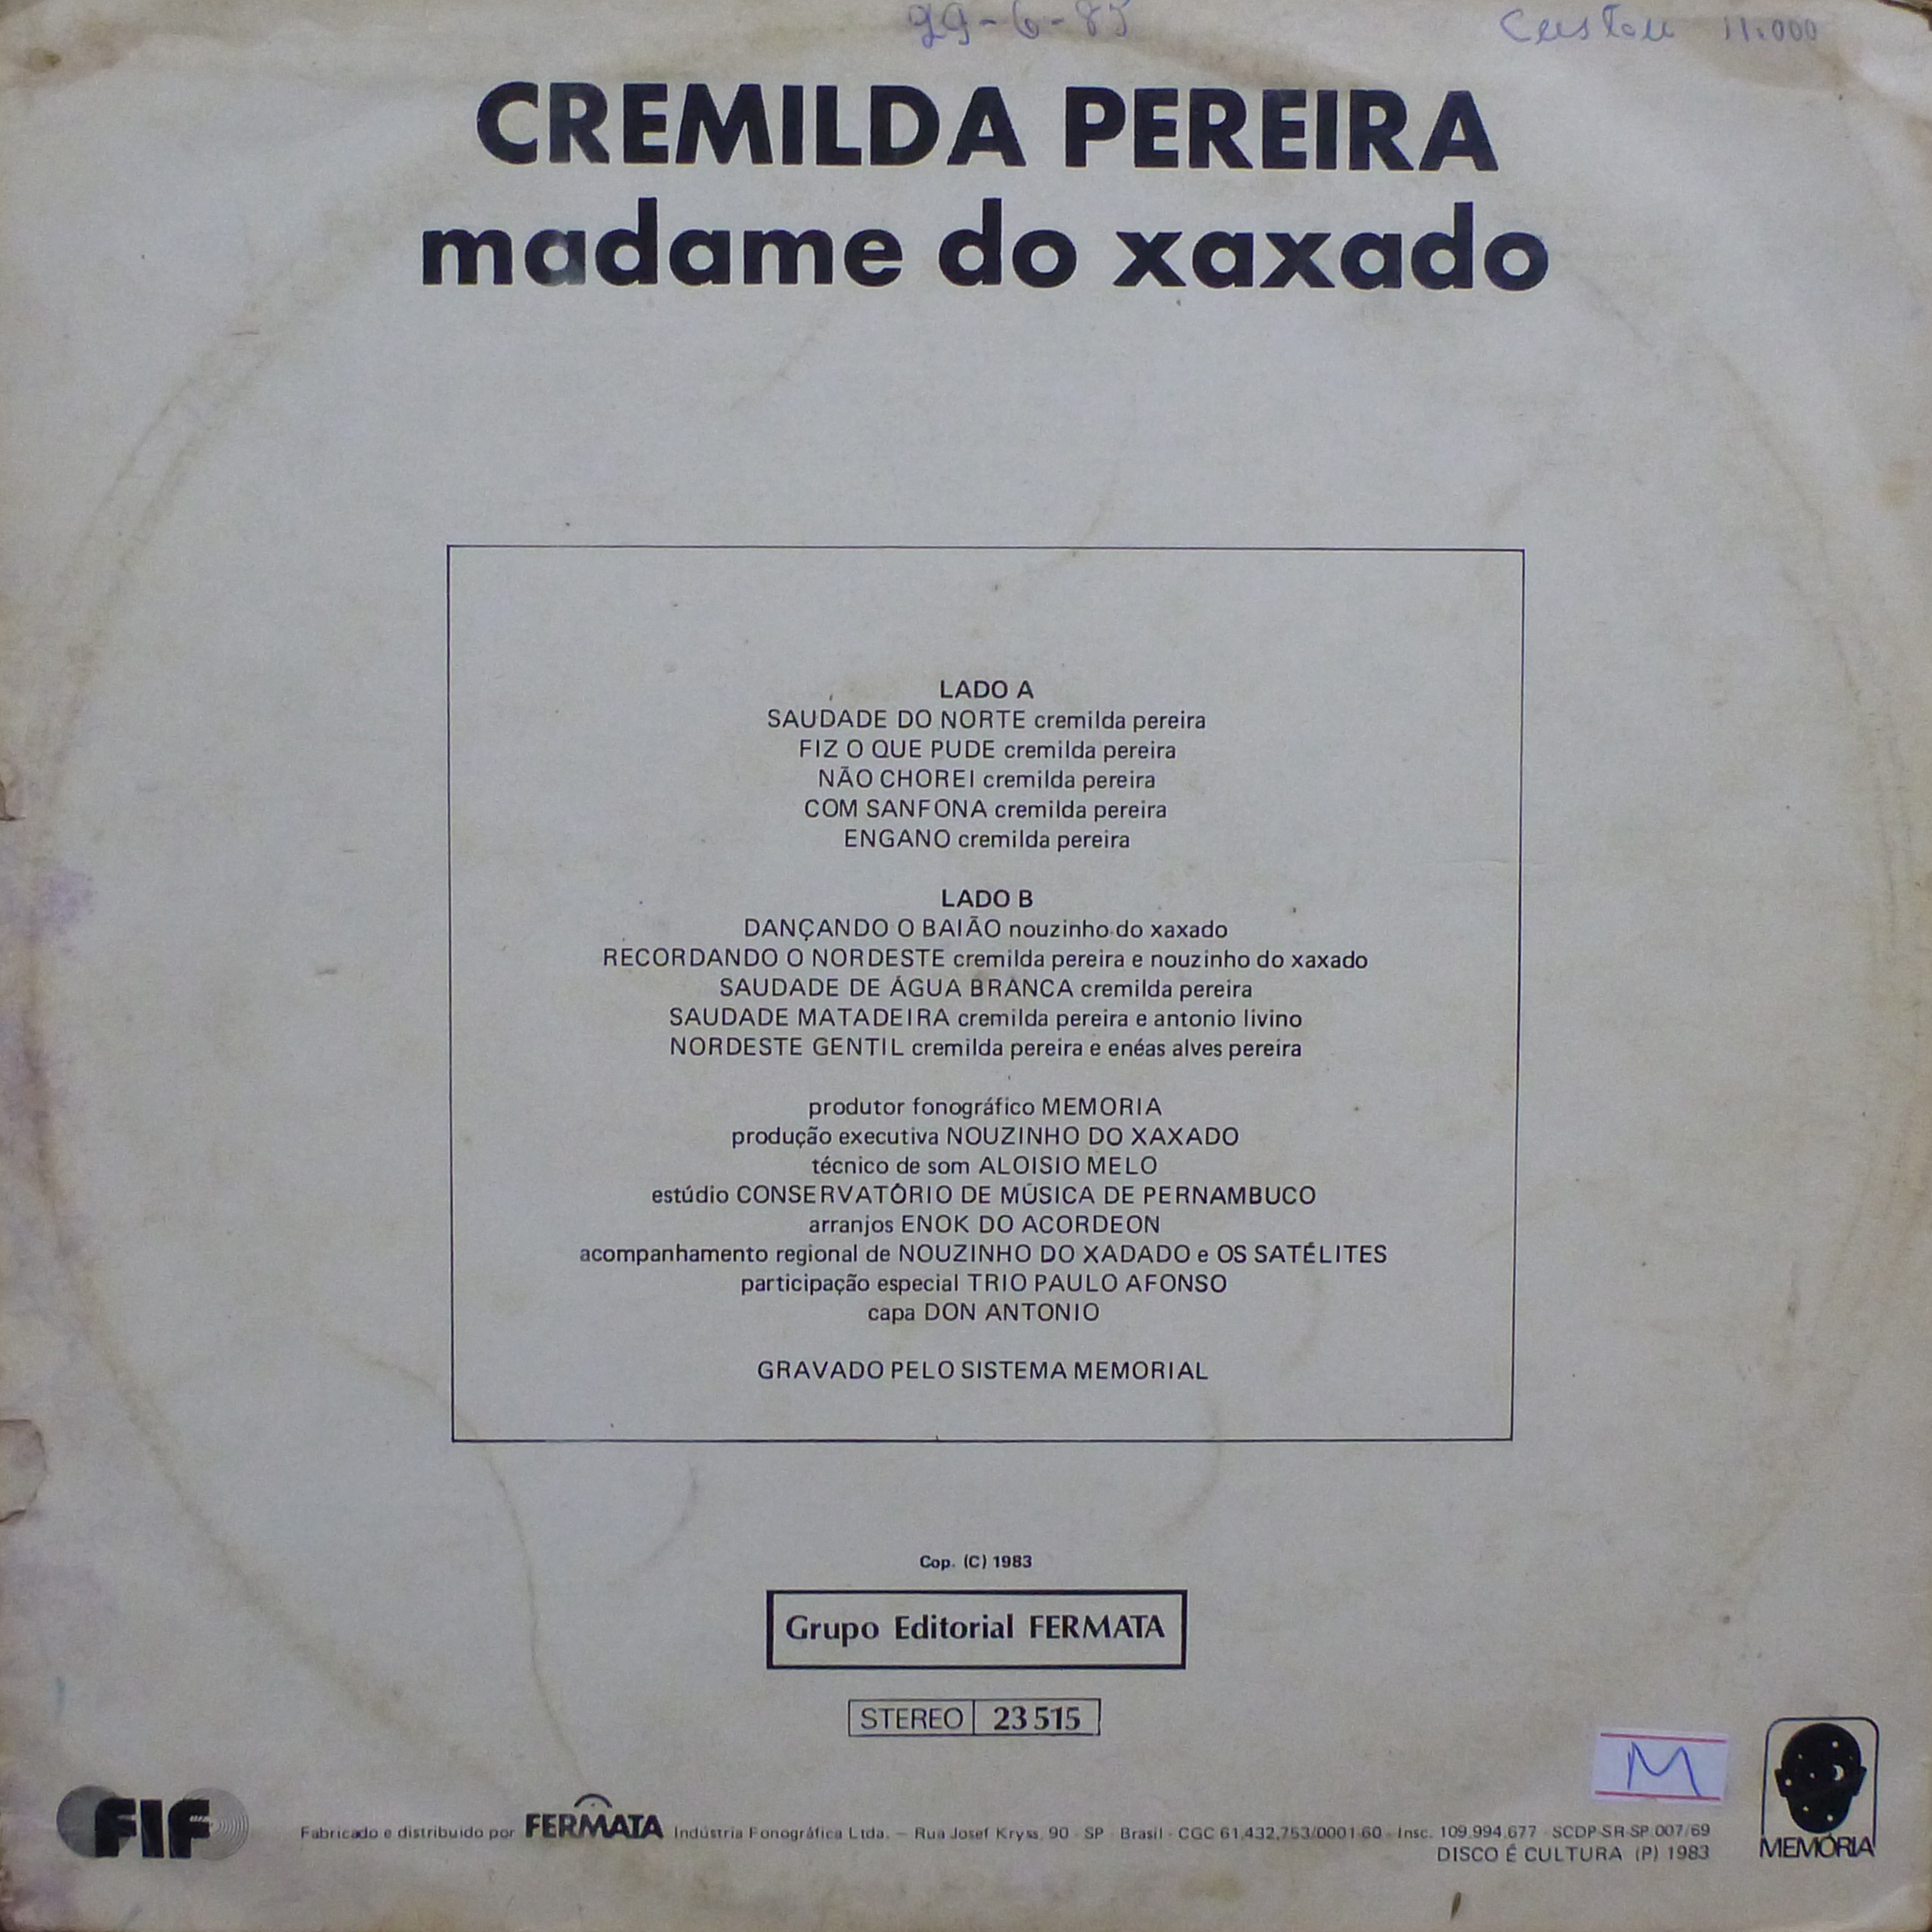 29-6-85 Custou 11.000
CREMILDA PEREIRA
madame do xaxado
LADO A
SAUDADE DO NORTE cremilda pereira
FIZ O QUE PUDE cremilda pereira
NÃO CHOREI cremilda pereira
COM SANFONA cremilda pereira
ENGANO cremilda pereira
LADO B
DANÇANDO O BAIÃO nouzinho do xaxado
RECORDANDO O NORDESTE cremilda pereira e nouzinho do xaxado
SAUDADE DE ÁGUA BRANCA cremilda pereira
SAUDADE MATADEIRA cremilda pereira e antonio livino
NORDESTE GENTIL cremilda pereira e enéas alves pereira
produtor fonográfico MEMORIA
produção executiva NOUZINHO DO XAXADO
técnico de som ALOISIO MELO
estúdio CONSERVATÓRIO DE MÚSICA DE PERNAMBUCO
arranjos ENOK DO ACORDEON
acompanhamento regional de NOUZINHO DO XADADO e OS SATÉLITES
participação especial TRIO PAULO AFONSO
capa DON ANTONIO
GRAVADO PELO SISTEMA MEMORIAL
Cop. (C) 1983
Grupo Editorial FERMATA
STEREO 23 515
M
FIF
Fabricado e distribuido por FERMATA Indústria Fonográfica Ltda. — Rua Josef Kryss, 90 - SP - Brasil - CGC 61.432.753/0001-60 - Insc. 109.994.677 - SCDP-SR-SP.007/69
DISCO É CULTURA (P) 1983
MEMÓRIA